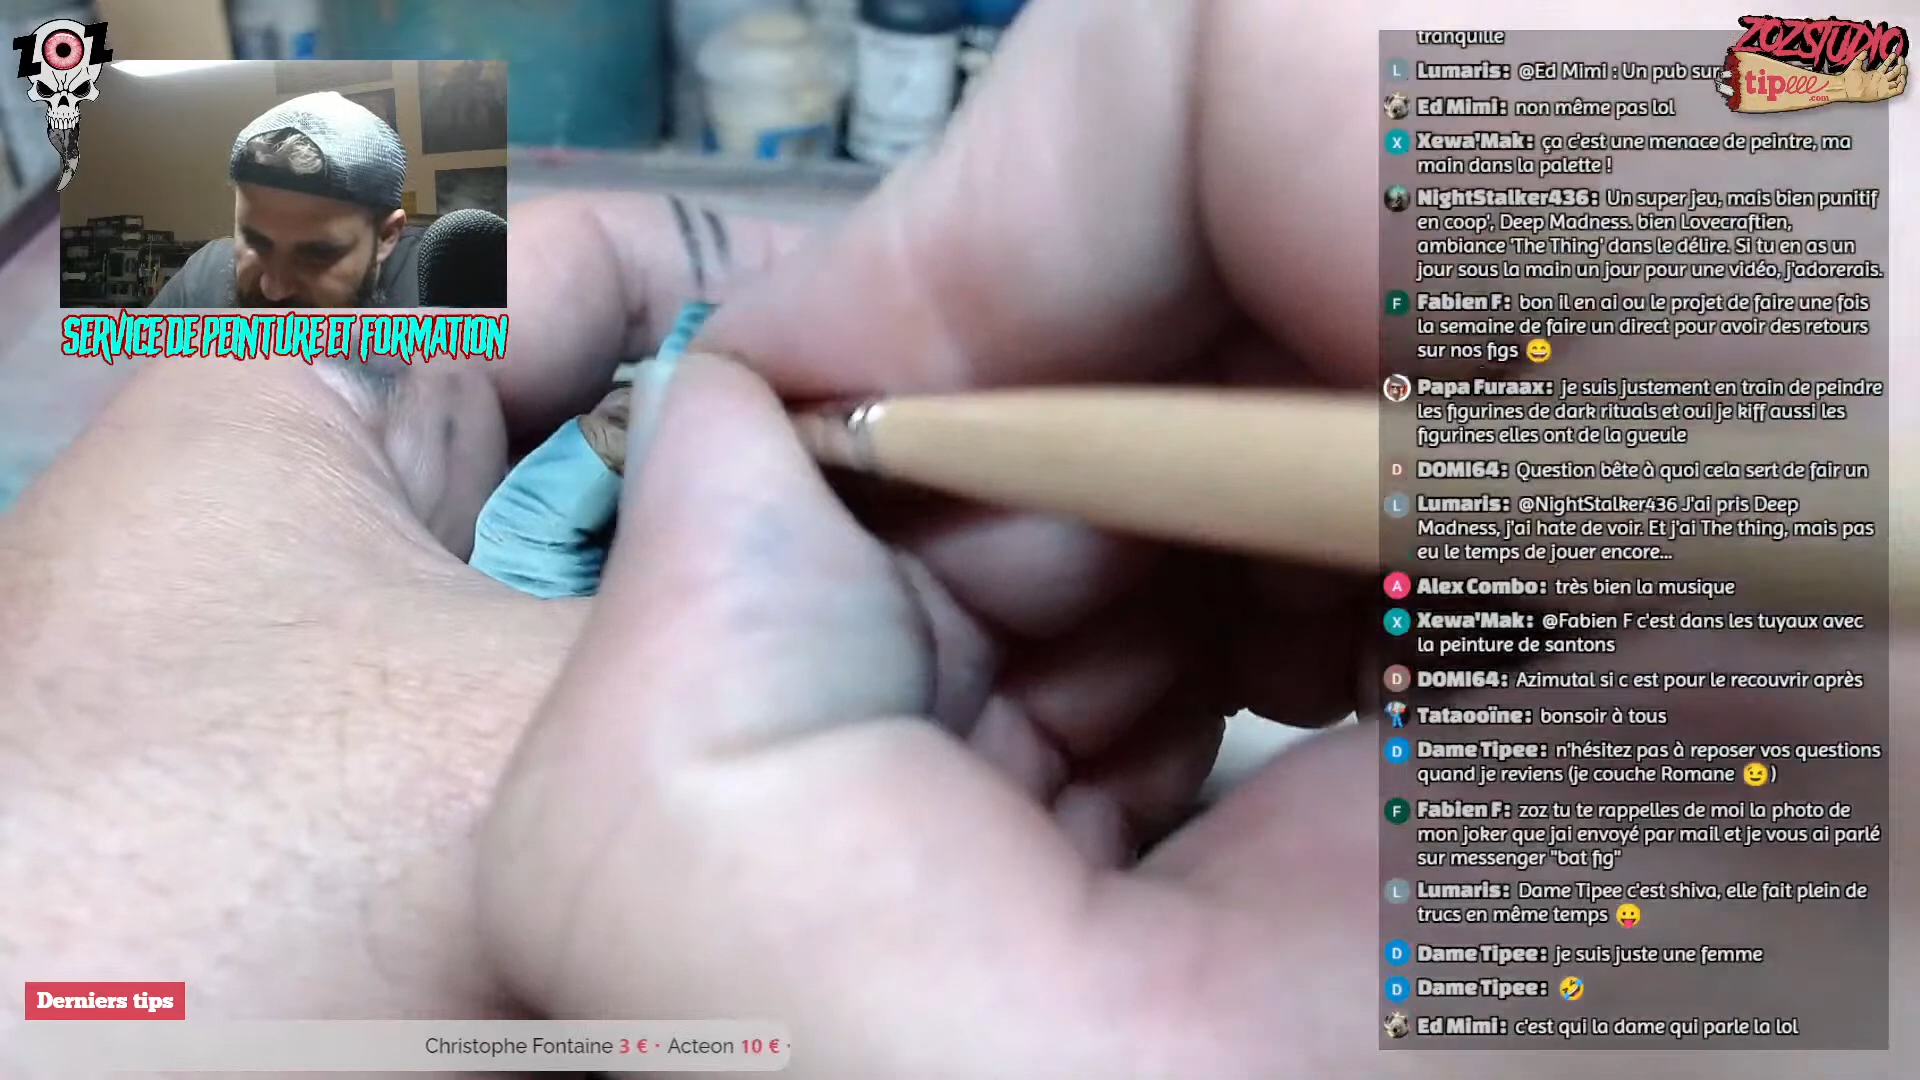 ZOZ
SERVICE DE PEINTURE ET FORMATION
ZOZSTUDIO
tipeee
.com
tranquille
L Lumaris: @Ed Mimi : Un pub sur
Ed Mimi: non même pas lol
X Xewa'Mak: ça c'est une menace de peintre, ma
main dans la palette !
NightStalker436: Un super jeu, mais bien punitif
en coop', Deep Madness. bien Lovecraftien,
ambiance 'The Thing' dans le délire. Si tu en as un
jour sous la main un jour pour une vidéo, j'adorerais.
F Fabien F: bon il en ai ou le projet de faire une fois
la semaine de faire un direct pour avoir des retours
sur nos figs 😄
Papa Furaax: je suis justement en train de peindre
les figurines de dark rituals et oui je kiff aussi les
figurines elles ont de la gueule
D DOMI64: Question bête à quoi cela sert de fair un
L Lumaris: @NightStalker436 J'ai pris Deep
Madness, j'ai hate de voir. Et j'ai The thing, mais pas
eu le temps de jouer encore...
A Alex Combo: très bien la musique
X Xewa'Mak: @Fabien F c'est dans les tuyaux avec
la peinture de santons
D DOMI64: Azimutal si c est pour le recouvrir après
Tataooïne: bonsoir à tous
D Dame Tipee: n'hésitez pas à reposer vos questions
quand je reviens (je couche Romane 😉)
F Fabien F: zoz tu te rappelles de moi la photo de
mon joker que jai envoyé par mail et je vous ai parlé
sur messenger "bat fig"
L Lumaris: Dame Tipee c'est shiva, elle fait plein de
trucs en même temps 😛
D Dame Tipee: je suis juste une femme
D Dame Tipee: 🤣
Ed Mimi: c'est qui la dame qui parle la lol
Derniers tips
Christophe Fontaine 3 € · Acteon 10 € ·